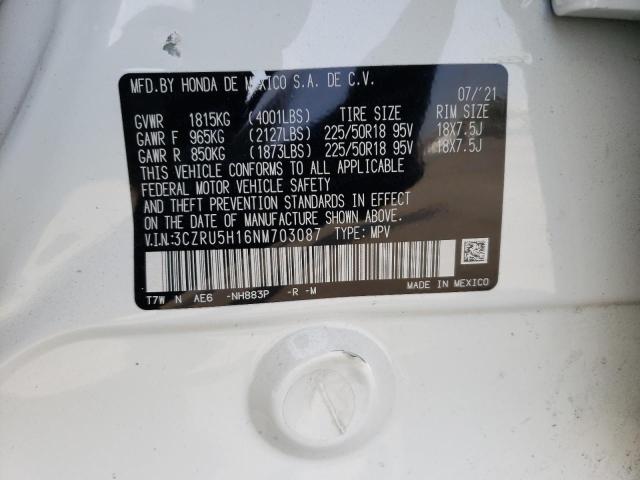 MFD.BY HONDA DE MEXICO S.A. DE C.V. 07/'21
GVWR 1815KG (4001LBS) TIRE SIZE RIM SIZE
GAWR F 965KG (2127LBS) 225/50R18 95V 18X7.5J
GAWR R 850KG (1873LBS) 225/50R18 95V 18X7.5J
THIS VEHICLE CONFORMS TO ALL APPLICABLE
FEDERAL MOTOR VEHICLE SAFETY
AND THEFT PREVENTION STANDARDS IN EFFECT
ON THE DATE OF MANUFACTURE SHOWN ABOVE.
V.I.N:3CZRU5H16NM703087 TYPE: MPV
T7W N AE6 -NH883P -R -M MADE IN MEXICO